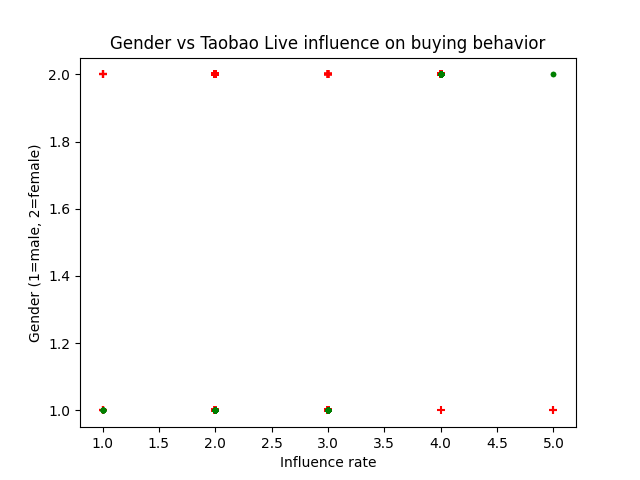 Gender vs Taobao Live influence on buying behavior
2.0
1.8
1.6
1.4
1.2
1.0
Gender (1=male, 2=female)
1.0 1.5 2.0 2.5 3.0 3.5 4.0 4.5 5.0
Influence rate